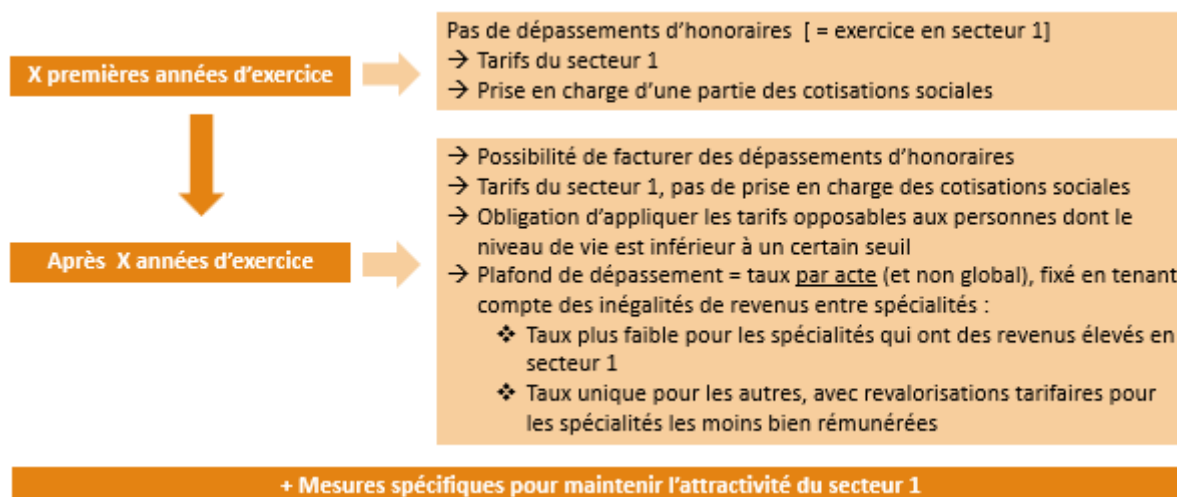 X premières années d'exercice
Pas de dépassements d'honoraires [ = exercice en secteur 1]
→ Tarifs du secteur 1
→ Prise en charge d'une partie des cotisations sociales
Après X années d'exercice
→ Possibilité de facturer des dépassements d'honoraires
→ Tarifs du secteur 1, pas de prise en charge des cotisations sociales
→ Obligation d'appliquer les tarifs opposables aux personnes dont le
niveau de vie est inférieur à un certain seuil
→ Plafond de dépassement = taux par acte (et non global), fixé en tenant
compte des inégalités de revenus entre spécialités :
❖ Taux plus faible pour les spécialités qui ont des revenus élevés en
secteur 1
❖ Taux unique pour les autres, avec revalorisations tarifaires pour
les spécialités les moins bien rémunérées
+ Mesures spécifiques pour maintenir l'attractivité du secteur 1